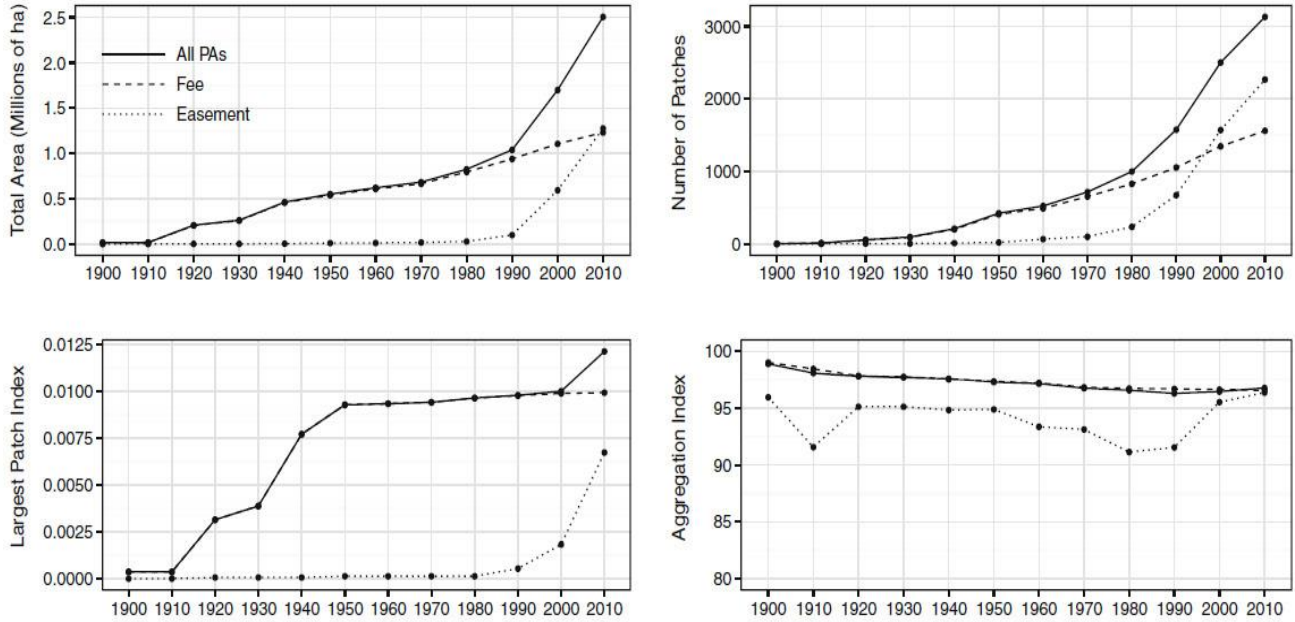 Total Area (Millions of ha)
2.5
2.0
1.5
1.0
0.5
0.0
All PAs
Fee
Easement
1900 1910 1920 1930 1940 1950 1960 1970 1980 1990 2000 2010
Number of Patches
3000
2000
1000
0
1900 1910 1920 1930 1940 1950 1960 1970 1980 1990 2000 2010
Largest Patch Index
0.0125
0.0100
0.0075
0.0050
0.0025
0.0000
1900 1910 1920 1930 1940 1950 1960 1970 1980 1990 2000 2010
Aggregation Index
100
95
90
85
80
1900 1910 1920 1930 1940 1950 1960 1970 1980 1990 2000 2010